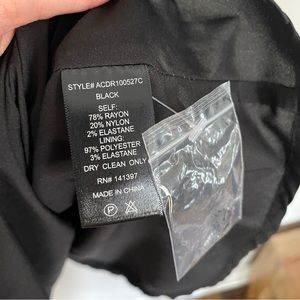 STYLE# ACDR100527C
BLACK
SELF:
78% RAYON
20% NYLON
2% ELASTANE
LINING:
97% POLYESTER
3% ELASTANE
DRY CLEAN ONLY
RN# 141397
MADE IN CHINA
P